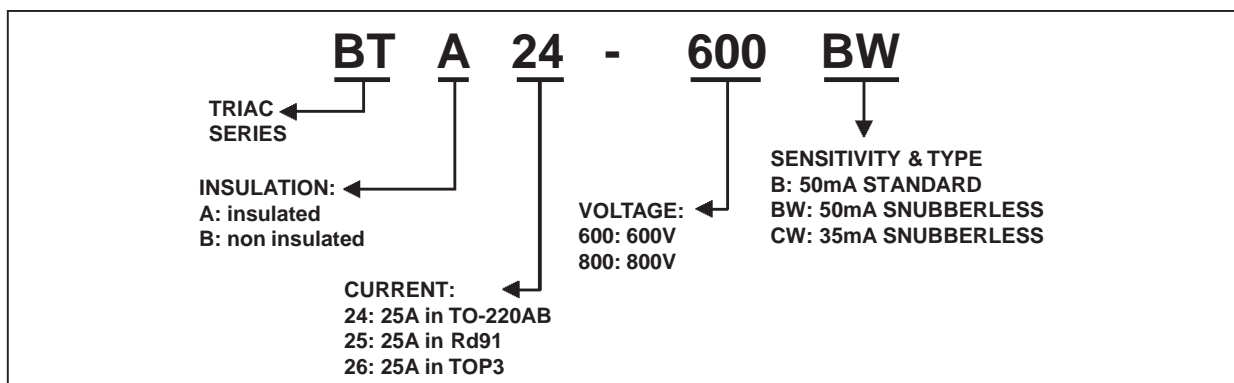 BT A 24 - 600 BW
TRIAC
SERIES
INSULATION:
A: insulated
B: non insulated
CURRENT:
24: 25A in TO-220AB
25: 25A in Rd91
26: 25A in TOP3
VOLTAGE:
600: 600V
800: 800V
SENSITIVITY & TYPE
B: 50mA STANDARD
BW: 50mA SNUBBERLESS
CW: 35mA SNUBBERLESS